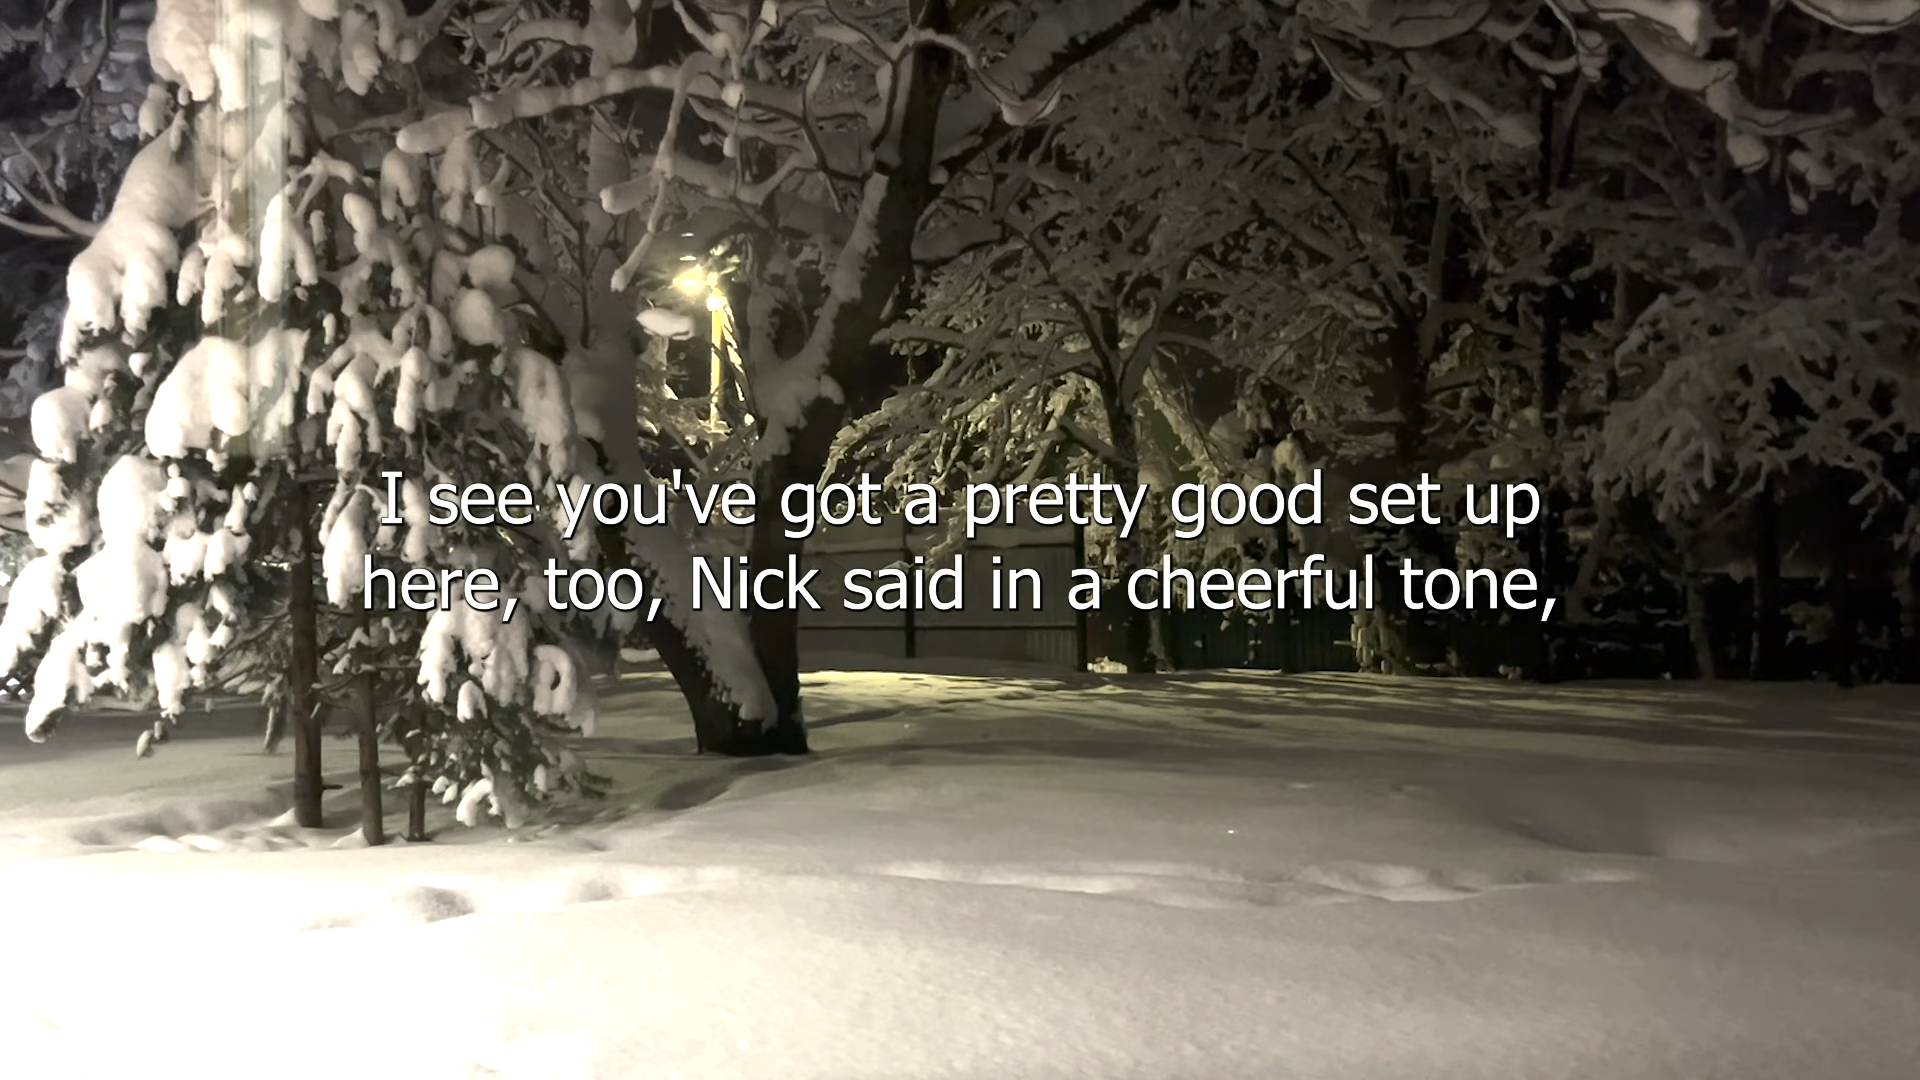 I see you've got a pretty good set up
here, too, Nick said in a cheerful tone,